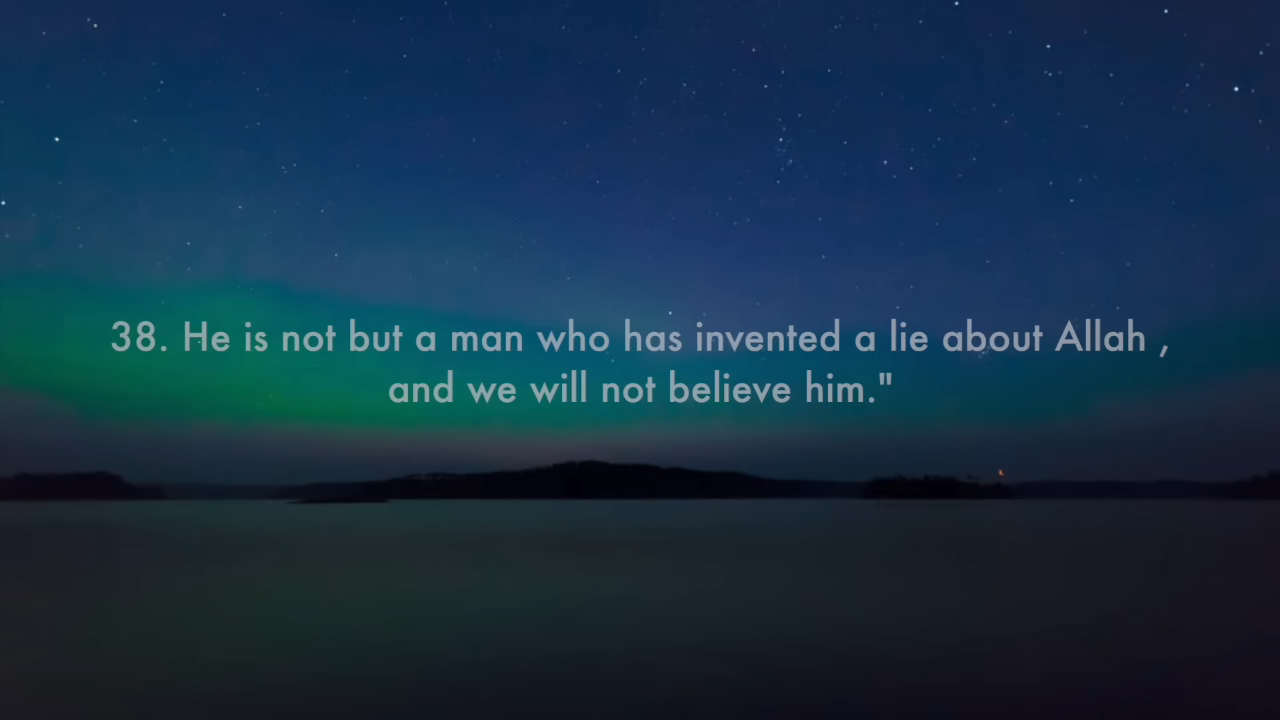 38. He is not but a man who has invented a lie about Allah ,
and we will not believe him."